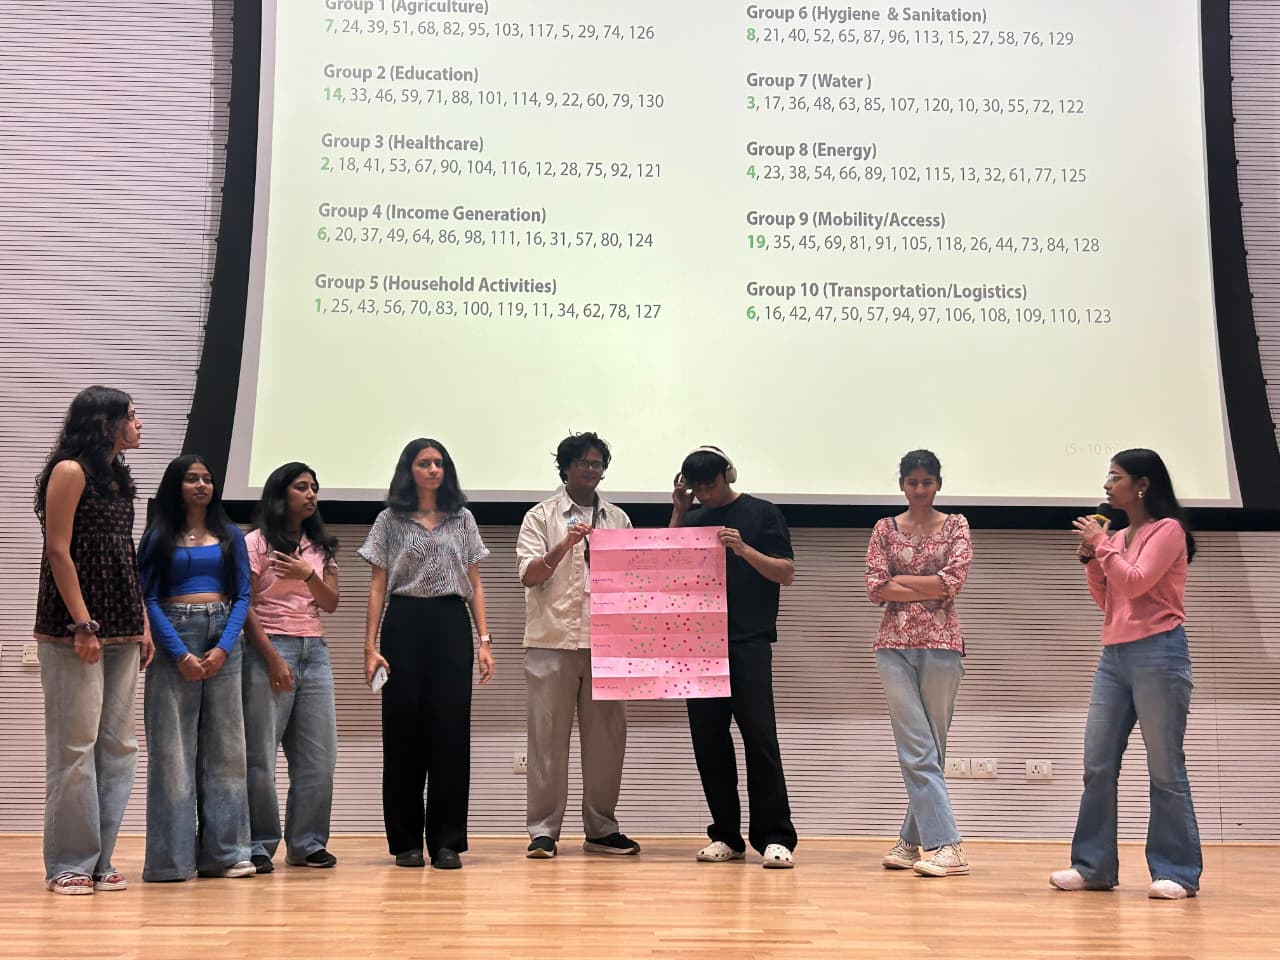 Group 1 (Agriculture)
7, 24, 39, 51, 68, 82, 95, 103, 117, 5, 29, 74, 126
Group 2 (Education)
14, 33, 46, 59, 71, 88, 101, 114, 9, 22, 60, 79, 130
Group 3 (Healthcare)
2, 18, 41, 53, 67, 90, 104, 116, 12, 28, 75, 92, 121
Group 4 (Income Generation)
6, 20, 37, 49, 64, 86, 98, 111, 16, 31, 57, 80, 124
Group 5 (Household Activities)
1, 25, 43, 56, 70, 83, 100, 119, 11, 34, 62, 78, 127
Group 6 (Hygiene & Sanitation)
8, 21, 40, 52, 65, 87, 96, 113, 15, 27, 58, 76, 129
Group 7 (Water )
3, 17, 36, 48, 63, 85, 107, 120, 10, 30, 55, 72, 122
Group 8 (Energy)
4, 23, 38, 54, 66, 89, 102, 115, 13, 32, 61, 77, 125
Group 9 (Mobility/Access)
19, 35, 45, 69, 81, 91, 105, 118, 26, 44, 73, 84, 128
Group 10 (Transportation/Logistics)
6, 16, 42, 47, 50, 57, 94, 97, 106, 108, 109, 110, 123
(5 - 10